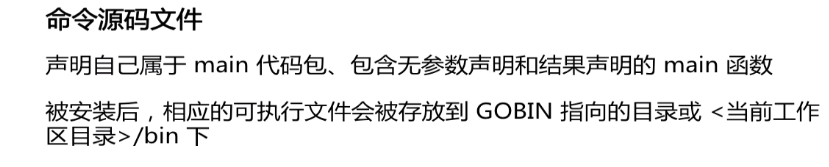 命令源码文件
声明自己属于 main 代码包、包含无参数声明和结果声明的 main 函数
被安装后，相应的可执行文件会被存放到 GOBIN 指向的目录或 <当前工作
区目录>/bin 下